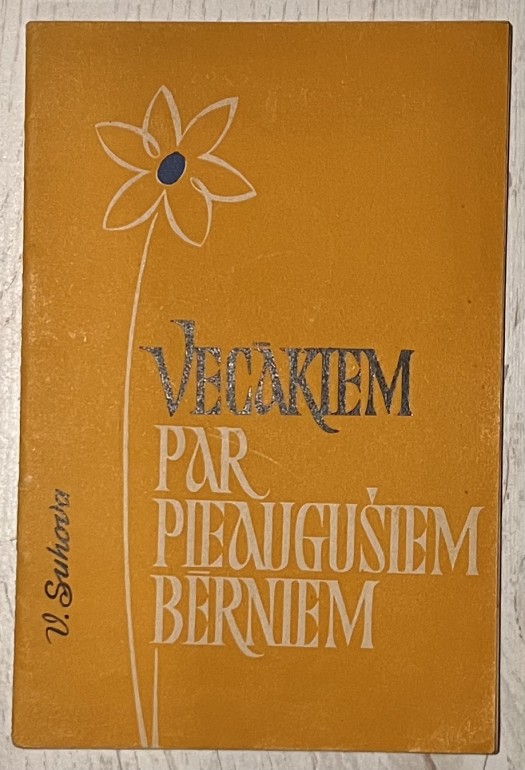 VECĀKIEM
PAR
PIEAUGUŠIEM
BĒRNIEM
V. Suhova